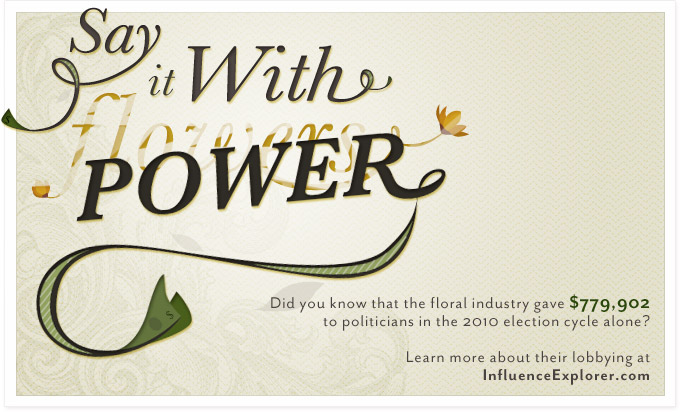 Say
it With
flowers
POWER
Did you know that the floral industry gave $779,902
to politicians in the 2010 election cycle alone?
Learn more about their lobbying at
InfluenceExplorer.com